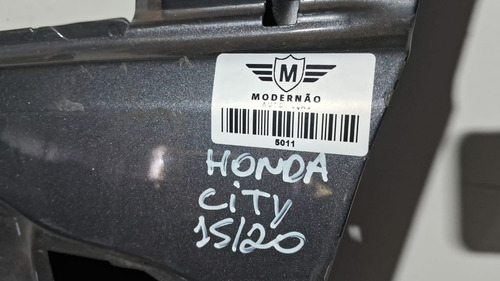 M
MODERNÃO
5011
HONDA
CITY
15/20